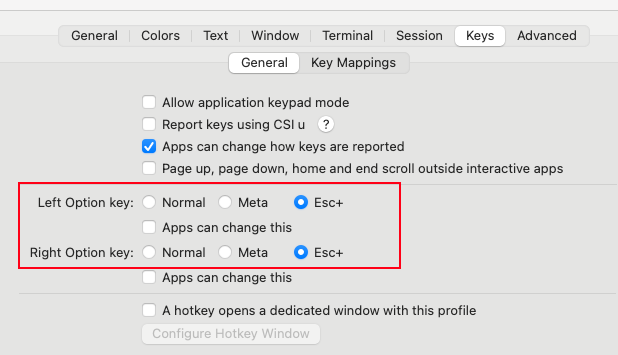 General Colors Text Window Terminal Session Keys Advanced
General Key Mappings
Allow application keypad mode
Report keys using CSI u ?
Apps can change how keys are reported
Page up, page down, home and end scroll outside interactive apps
Left Option key: Normal Meta Esc+
Apps can change this
Right Option key: Normal Meta Esc+
Apps can change this
A hotkey opens a dedicated window with this profile
Configure Hotkey Window